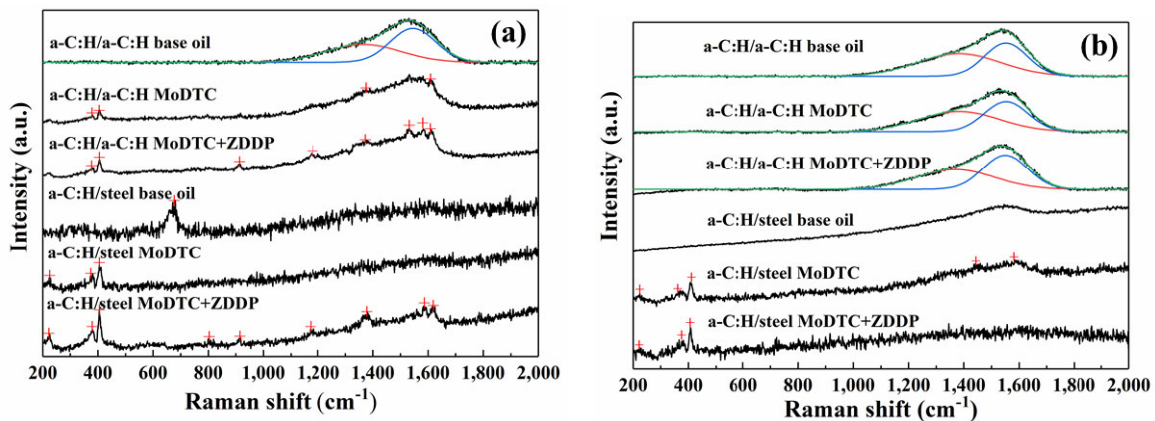 (a)
a-C:H/a-C:H base oil
a-C:H/a-C:H MoDTC
a-C:H/a-C:H MoDTC+ZDDP
a-C:H/steel base oil
a-C:H/steel MoDTC
a-C:H/steel MoDTC+ZDDP
Intensity (a.u.)
200 400 600 800 1,000 1,200 1,400 1,600 1,800 2,000
Raman shift (cm⁻¹)
(b)
a-C:H/a-C:H base oil
a-C:H/a-C:H MoDTC
a-C:H/a-C:H MoDTC+ZDDP
a-C:H/steel base oil
a-C:H/steel MoDTC
a-C:H/steel MoDTC+ZDDP
Intensity (a.u.)
200 400 600 800 1,000 1,200 1,400 1,600 1,800 2,000
Raman shift (cm⁻¹)